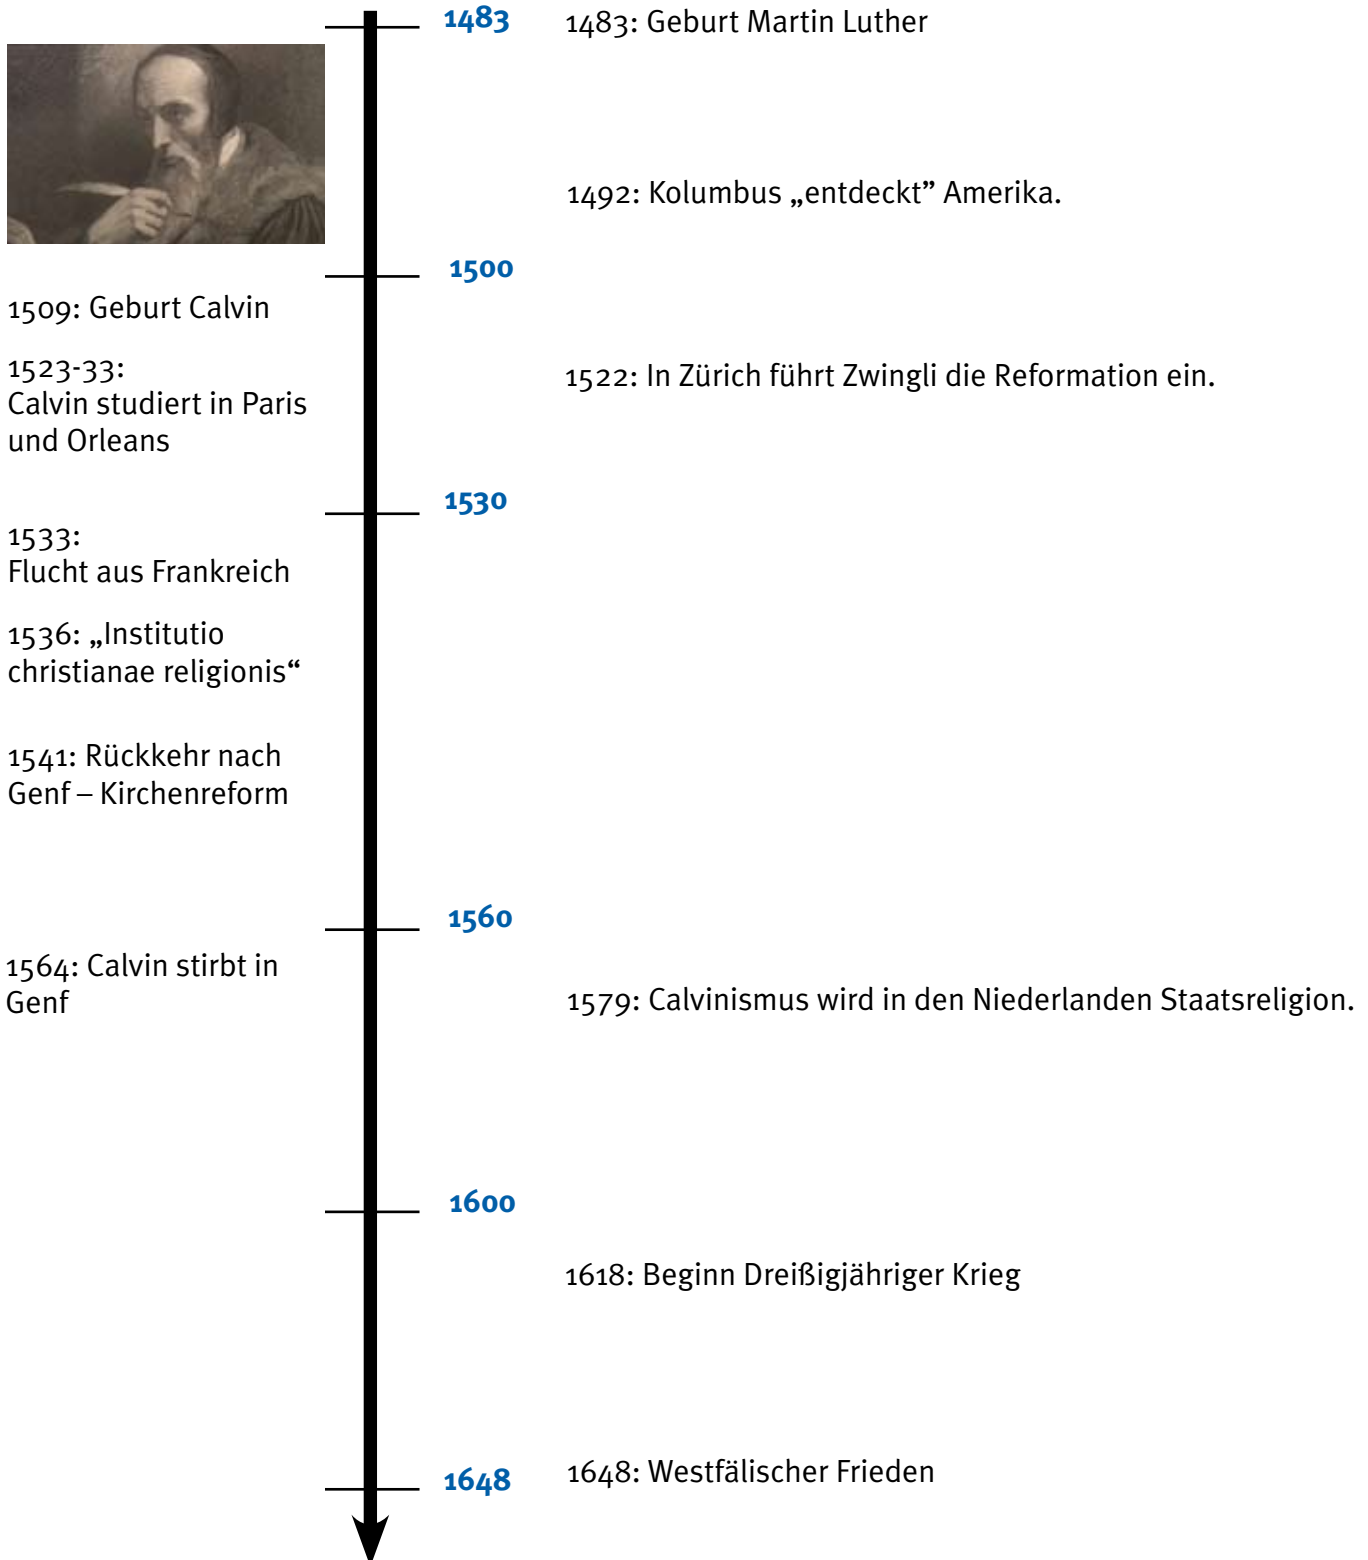 1483
1483: Geburt Martin Luther
1492: Kolumbus „entdeckt” Amerika.
1500
1509: Geburt Calvin
1523-33:
Calvin studiert in Paris
und Orleans
1522: In Zürich führt Zwingli die Reformation ein.
1530
1533:
Flucht aus Frankreich
1536: „Institutio
christianae religionis“
1541: Rückkehr nach
Genf – Kirchenreform
1560
1564: Calvin stirbt in
Genf
1579: Calvinismus wird in den Niederlanden Staatsreligion.
1600
1618: Beginn Dreißigjähriger Krieg
1648
1648: Westfälischer Frieden